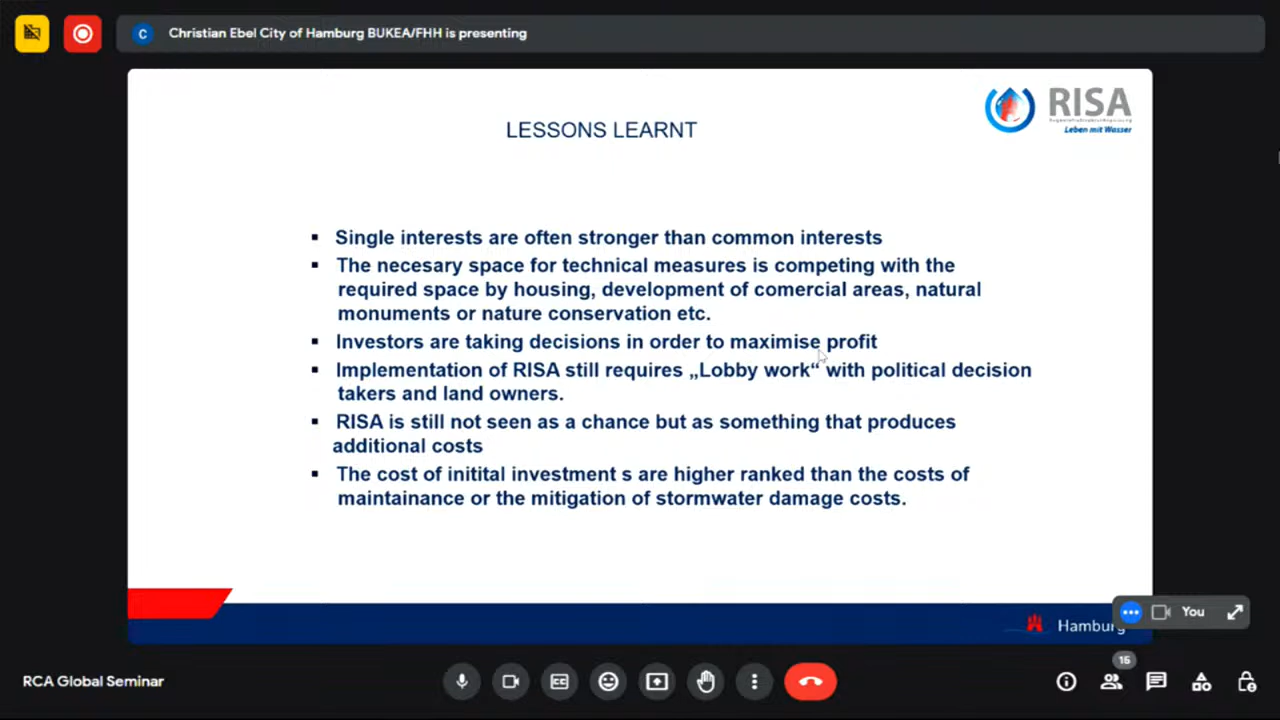 C
Christian Ebel City of Hamburg BUKEA/FHH is presenting
RISA
Leben mit Wasser
LESSONS LEARNT
▪ Single interests are often stronger than common interests
▪ The necesary space for technical measures is competing with the
required space by housing, development of comercial areas, natural
monuments or nature conservation etc.
▪ Investors are taking decisions in order to maximise profit
▪ Implementation of RISA still requires „Lobby work“ with political decision
takers and land owners.
▪ RISA is still not seen as a chance but as something that produces
additional costs
▪ The cost of initital investment s are higher ranked than the costs of
maintainance or the mitigation of stormwater damage costs.
You
Hamburg
RCA Global Seminar
CC
15